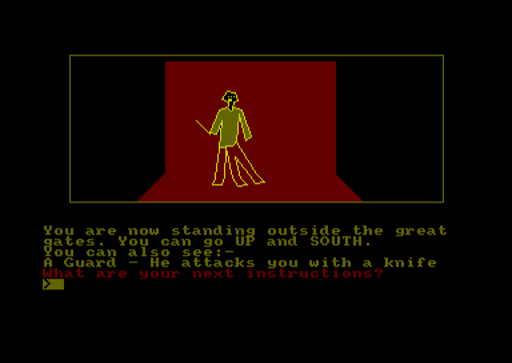 You are now standing outside the great
gates. You can go UP and SOUTH.
You can also see:-
A Guard - He attacks you with a knife
What are your next instructions?
>